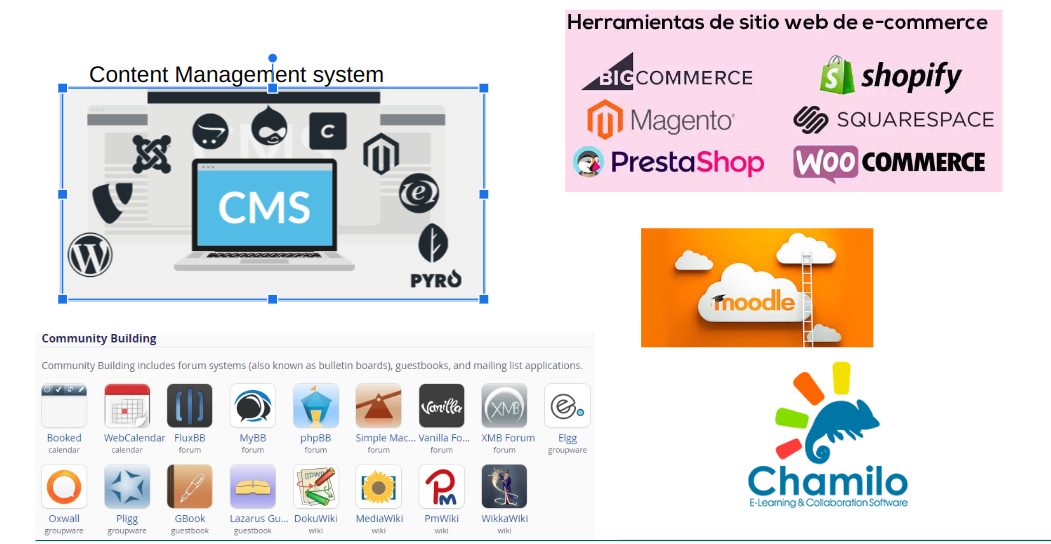 Content Management system
CMS
PYRO
Herramientas de sitio web de e-commerce
BIGCOMMERCE
shopify
Magento
SQUARESPACE
PrestaShop
WOO COMMERCE
moodle
Community Building
Community Building includes forum systems (also known as bulletin boards), guestbooks, and mailing list applications.
Vanilla
XMB
Booked WebCalendar FluxBB MyBB phpBB Simple Mac... Vanilla Fo... XMB Forum Elgg
calendar calendar forum forum forum forum forum forum groupware
PM
Oxwall Pligg GBook Lazarus Gu... DokuWiki MediaWiki PmWiki WikkaWiki
groupware groupware guestbook guestbook wiki wiki wiki wiki
Chamilo
E-Learning & Collaboration Software